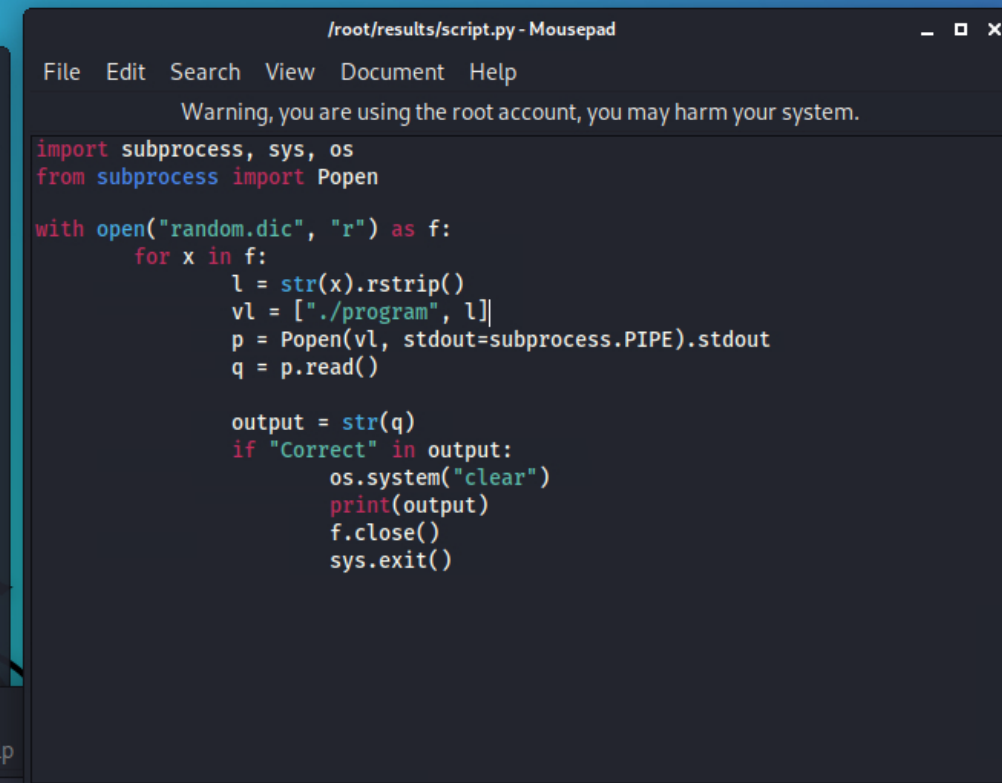 /root/results/script.py - Mousepad
File Edit Search View Document Help
Warning, you are using the root account, you may harm your system.
import subprocess, sys, os
from subprocess import Popen
with open("random.dic", "r") as f:
        for x in f:
                l = str(x).rstrip()
                vl = ["./program", l]
                p = Popen(vl, stdout=subprocess.PIPE).stdout
                q = p.read()
                output = str(q)
                if "Correct" in output:
                        os.system("clear")
                        print(output)
                        f.close()
                        sys.exit()